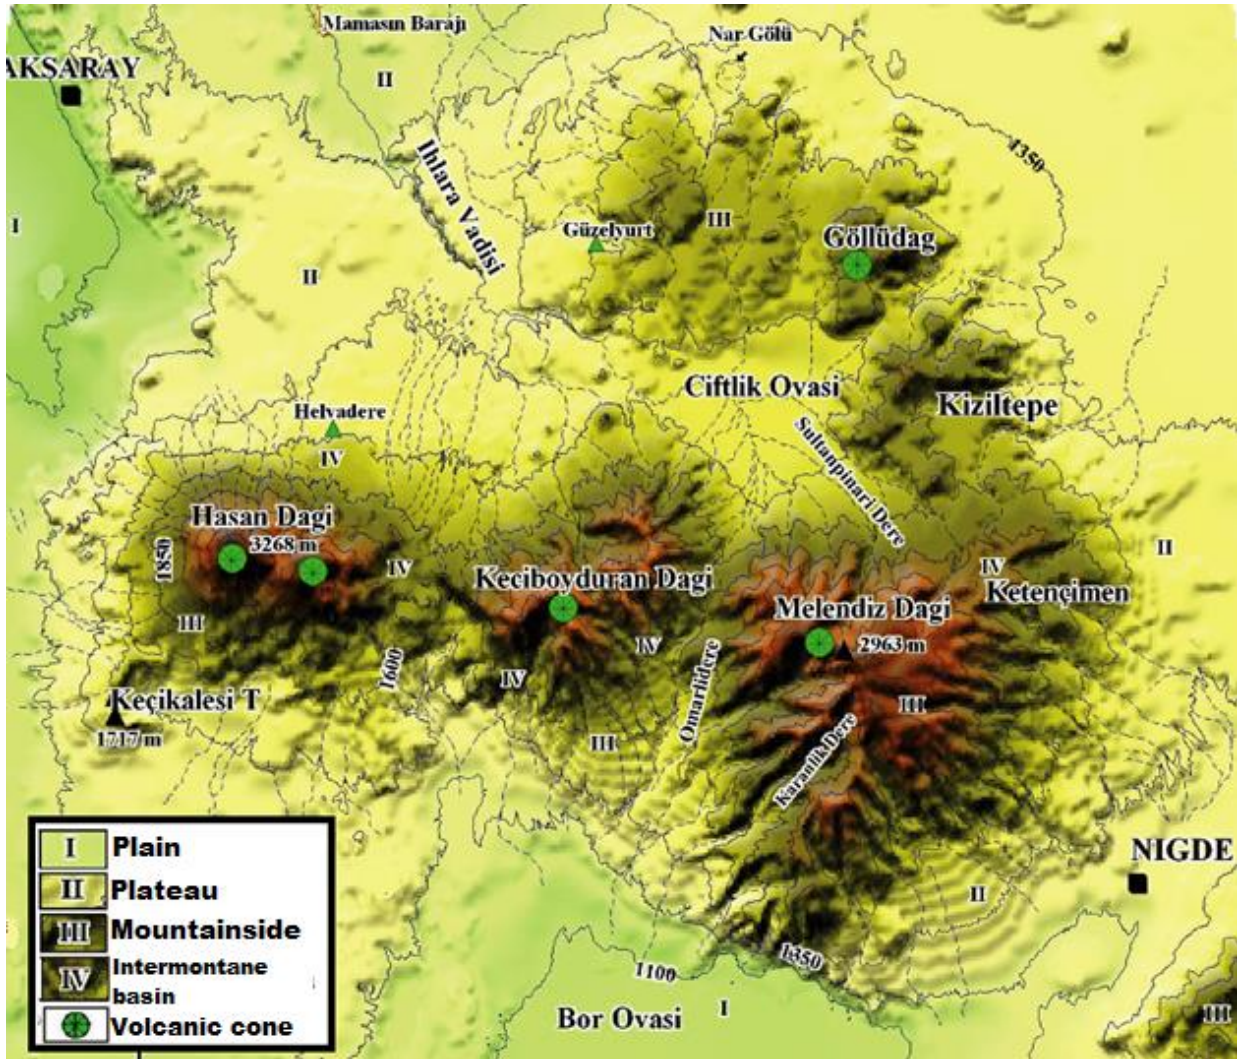 Mamasın Barajı
Nar Gölü
AKSARAY
II
1350
Ihlara Vadisi
III
I
Güzelyurt
Göllüdag
II
Ciftlik Ovasi
Kiziltepe
Helvadere
IV
Sultanpinari Dere
Hasan Dagi
3268 m
1850
IV
Keciboyduran Dagi
IV
II
Ketençimen
Melendiz Dagi
2963 m
III
IV
1600
IV
Keçikalesi T
1717 m
Omarlidere
III
III
Karanlik Dere
NIGDE
II
1350
1100
Bor Ovasi
I
III
I Plain
II Plateau
III Mountainside
IV Intermontane
basin
Volcanic cone